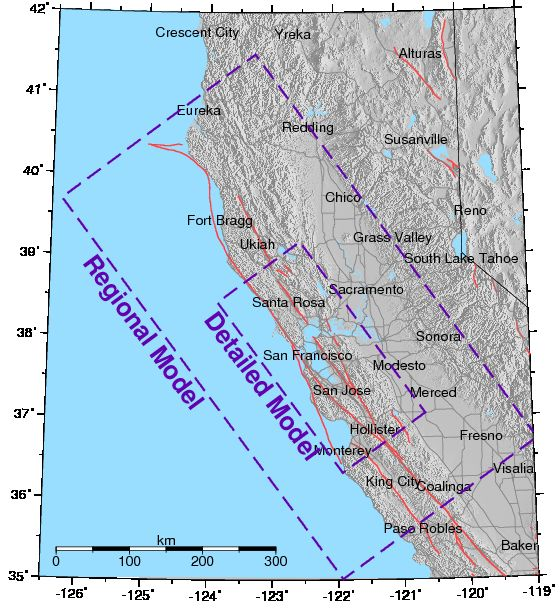 42°
Crescent City
Yreka
Alturas
41°
Eureka
Redding
Susanville
40°
Chico
Reno
Fort Bragg
Grass Valley
Ukiah
39°
South Lake Tahoe
Sacramento
Santa Rosa
38°
Sonora
San Francisco
Modesto
San Jose
Merced
37°
Hollister
Fresno
Monterey
Visalia
King City
Coalinga
36°
Paso Robles
Baker
Regional Model
Detailed Model
km
0 100 200 300
35°
-126° -125° -124° -123° -122° -121° -120° -119°